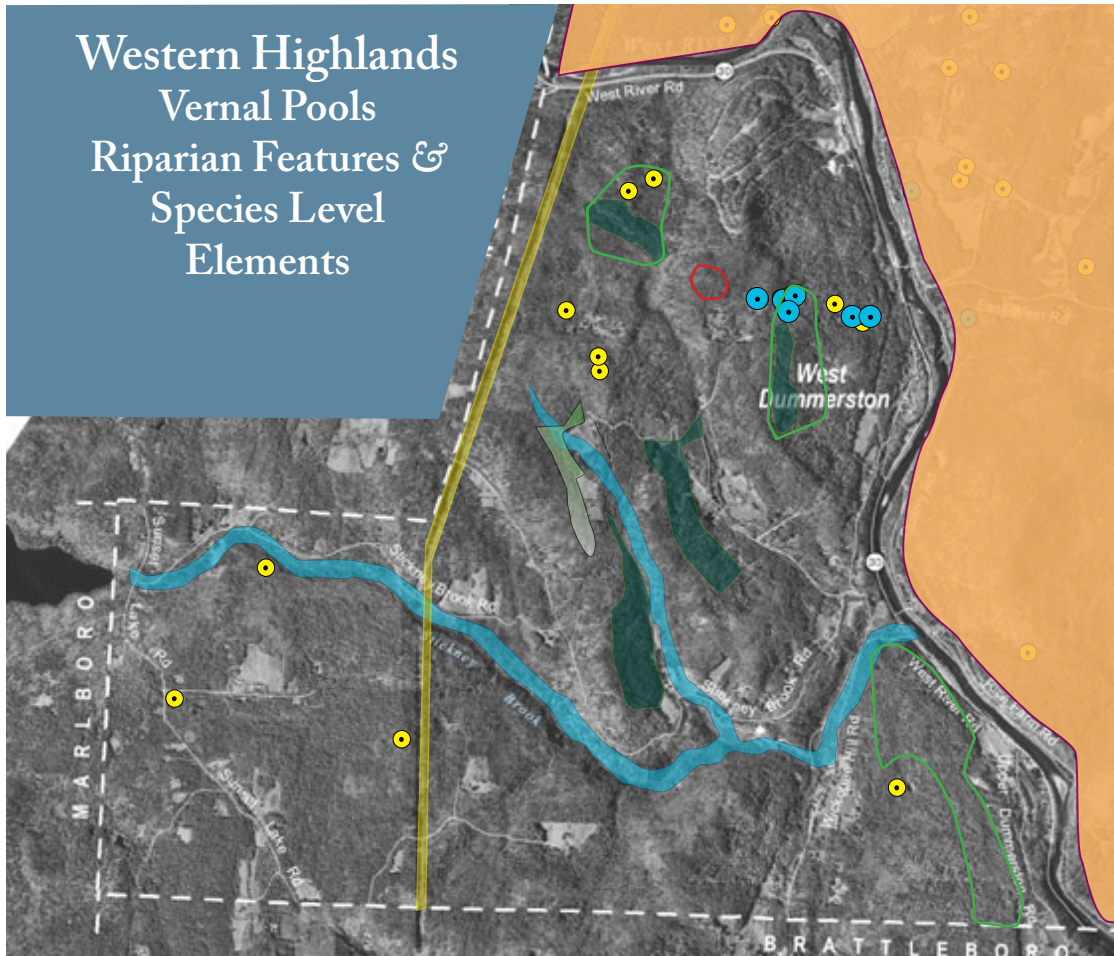 Western Highlands
Vernal Pools
Riparian Features &
Species Level
Elements
West River
30
West River Rd
East West Rd
West
Dummerston
Sunset
Lake
Rd
Stickney Brook Rd
Stickney
Brook
30
MARLBORO
Stickney Brook Rd
West River Rd
Rd
Upper Dummerston Rd
Sunset Lake Rd
BRATTLEBORO